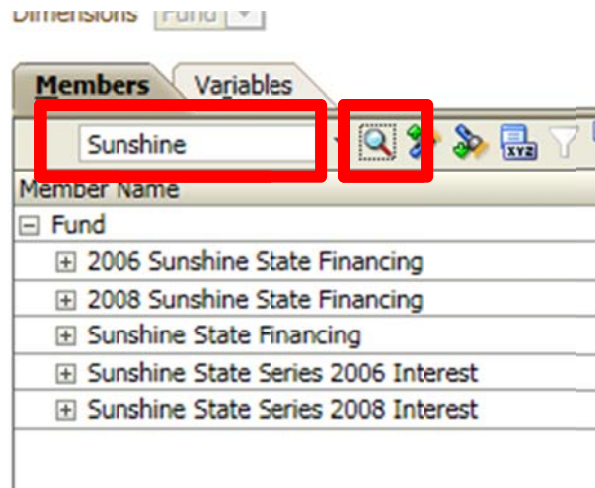 Dimensions Fund
Members Variables
Sunshine
XYZ
Member Name
Fund
2006 Sunshine State Financing
2008 Sunshine State Financing
Sunshine State Financing
Sunshine State Series 2006 Interest
Sunshine State Series 2008 Interest